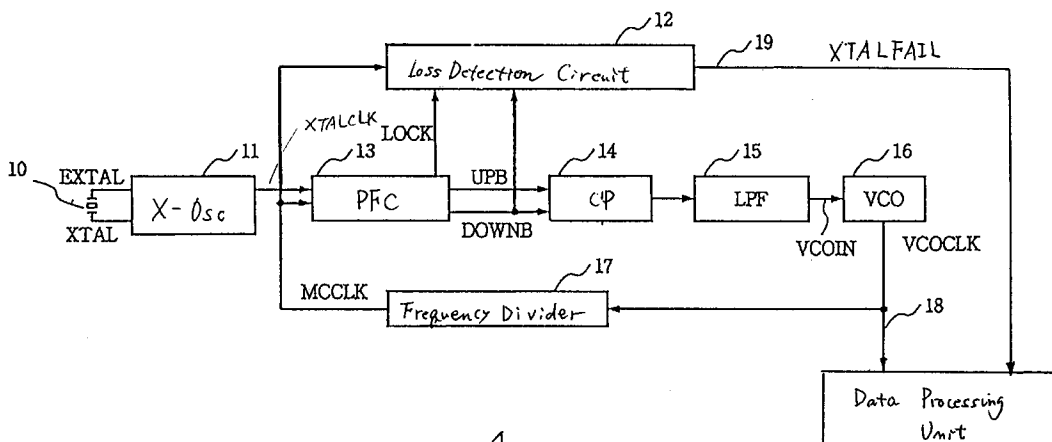 12
19
XTALFAIL
Loss Detection Circuit
XTALCLK
LOCK
10
EXTAL
11
13
14
15
16
X-Osc
PFC
UPB
CP
LPF
VCO
XTAL
DOWNB
VCOIN
VCOCLK
17
MCCLK
Frequency Divider
18
Data Processing
Unit